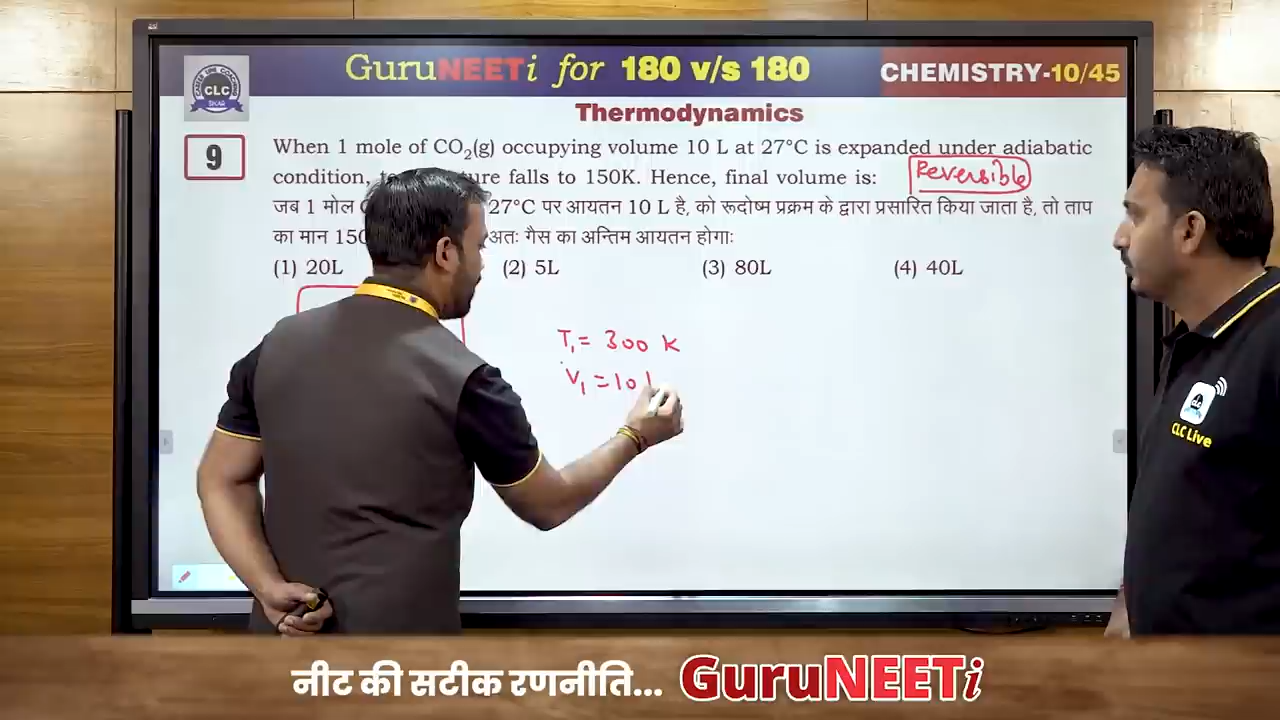 GuruNEETi for 180 v/s 180
CHEMISTRY-10/45
CLC
SIKAR
Thermodynamics
9
When 1 mole of CO₂(g) occupying volume 10 L at 27°C is expanded under adiabatic
condition, falls to 150K. Hence, final volume is:
Reversible
जब 1 मोल 27°C पर आयतन 10 L है, को रूदोष्म प्रक्रम के द्वारा प्रसारित किया जाता है, तो ताप
का मान अतः गैस का अन्तिम आयतन होगाः
(1) 20L (2) 5L (3) 80L (4) 40L
T₁ = 300 K
V₁ = 10
CLC Live
नीट की सटीक रणनीति... GuruNEETi